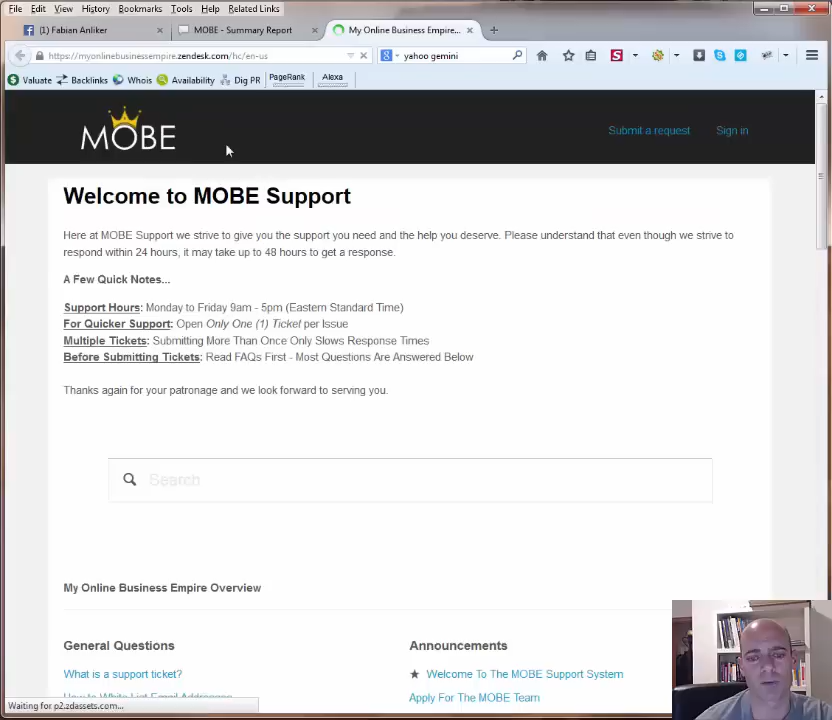 File Edit View History Bookmarks Tools Help Related Links
(1) Fabian Anliker × MOBE - Summary Report × My Online Business Empire... × +
https://myonlinebusinessempire.zendesk.com/hc/en-us yahoo gemini
Valuate Backlinks Whois Availability Dig PR PageRank Alexa
MOBE Submit a request Sign in
Welcome to MOBE Support
Here at MOBE Support we strive to give you the support you need and the help you deserve. Please understand that even though we strive to
respond within 24 hours, it may take up to 48 hours to get a response.
A Few Quick Notes...
Support Hours: Monday to Friday 9am - 5pm (Eastern Standard Time)
For Quicker Support: Open Only One (1) Ticket per Issue
Multiple Tickets: Submitting More Than Once Only Slows Response Times
Before Submitting Tickets: Read FAQs First - Most Questions Are Answered Below
Thanks again for your patronage and we look forward to serving you.
Search
My Online Business Empire Overview
General Questions Announcements
What is a support ticket? Welcome To The MOBE Support System
How to White List Email Addresses Apply For The MOBE Team
Waiting for p2.zdassets.com...